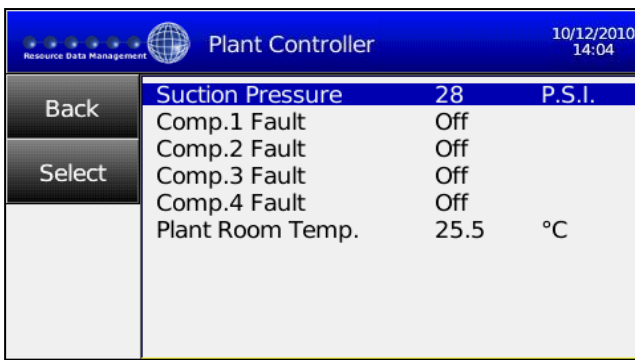 Resource Data Management
Plant Controller
10/12/2010
14:04
Back
Select
Suction Pressure 28 P.S.I.
Comp.1 Fault Off
Comp.2 Fault Off
Comp.3 Fault Off
Comp.4 Fault Off
Plant Room Temp. 25.5 °C